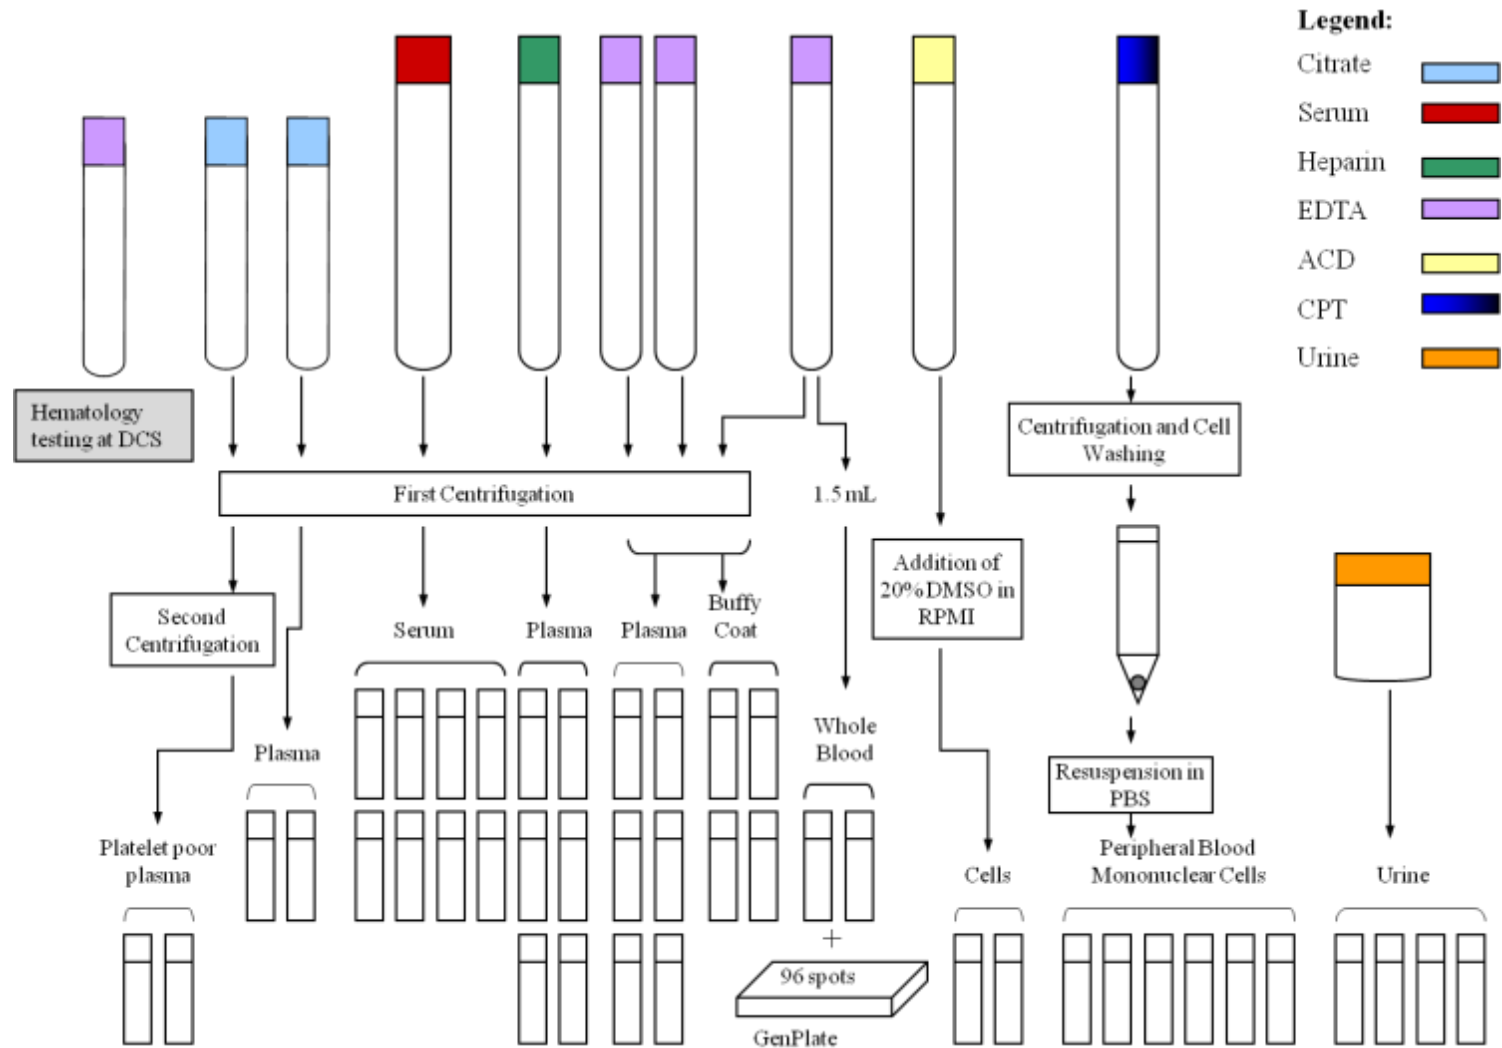 Legend:
Citrate
Serum
Heparin
EDTA
ACD
CPT
Urine
Hematology
testing at DCS
Centrifugation and Cell
Washing
First Centrifugation
1.5 mL
Addition of
20% DMSO in
RPMI
Second
Centrifugation
Serum
Plasma
Plasma
Buffy
Coat
Plasma
Whole
Blood
Resuspension in
PBS
Platelet poor
plasma
Cells
Peripheral Blood
Mononuclear Cells
Urine
+
96 spots
GenPlate